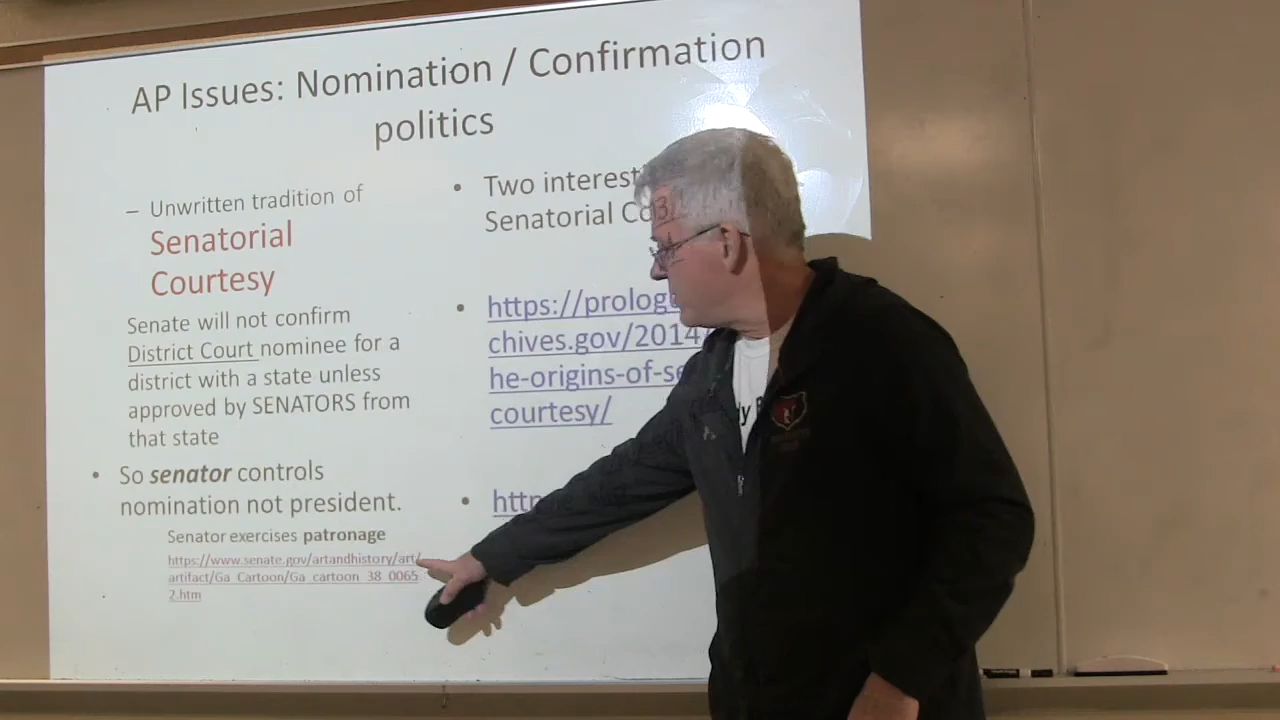 AP Issues: Nomination / Confirmation
politics
– Unwritten tradition of
Senatorial
Courtesy
Senate will not confirm
District Court nominee for a
district with a state unless
approved by SENATORS from
that state
• So senator controls
nomination not president.
Senator exercises patronage
https://www.senate.gov/artandhistory/art/
artifact/Ga_Cartoon/Ga_cartoon_38_0065
2.htm
• Two
Senatorial
• https://prologue
chives.gov/2014/
he-origins-of-se
courtesy/